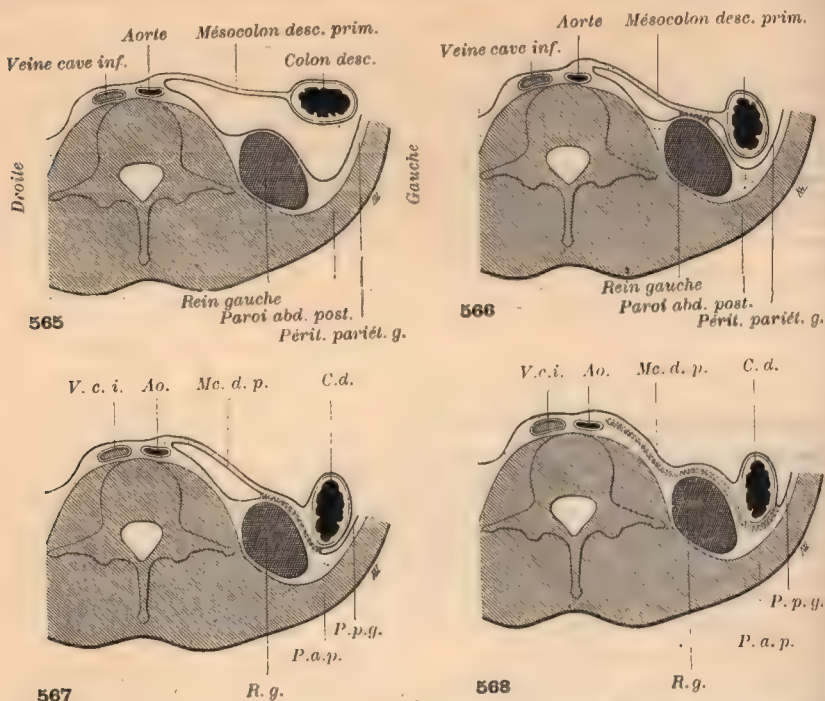 Aorte Mésocolon desc. prim.
Veine cave inf. Colon desc.
Droite
Gauche
Rein gauche
Paroi abd. post.
Périt. pariét. g.
565
Aorte Mésocolon desc. prim.
Veine cave inf.
Rein gauche
Paroi abd. post.
Périt. pariét. g.
566
V. c. i. Ao. Mc. d. p. C.d.
P.p.g.
P.a.p.
R.g.
567
V.c.i. Ao. Mc. d. p. C. d.
P.p.g.
P. a. p.
R.g.
568